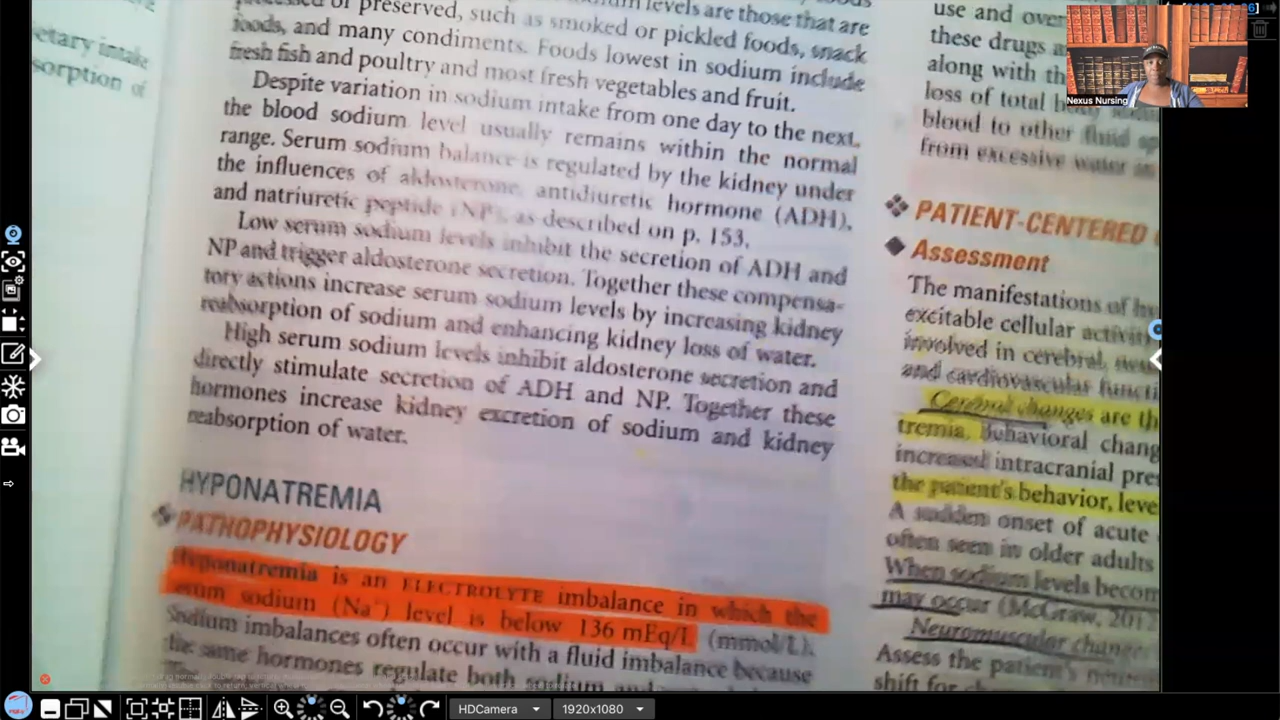 processed or preserved, such as smoked or pickled foods, snack
foods, and many condiments. Foods lowest in sodium include
fresh fish and poultry and most fresh vegetables and fruit.
Despite variation in sodium intake from one day to the next,
the blood sodium level usually remains within the normal
range. Serum sodium balance is regulated by the kidney under
the influences of aldosterone, antidiuretic hormone (ADH),
and natriuretic peptide (NP), as described on p. 153.
Low serum sodium levels inhibit the secretion of ADH and
NP and trigger aldosterone secretion. Together these compensa-
tory actions increase serum sodium levels by increasing kidney
reabsorption of sodium and enhancing kidney loss of water.
High serum sodium levels inhibit aldosterone secretion and
directly stimulate secretion of ADH and NP. Together these
hormones increase kidney excretion of sodium and kidney
reabsorption of water.
HYPONATREMIA
PATHOPHYSIOLOGY
Hyponatremia is an ELECTROLYTE imbalance in which the
serum sodium (Na+) level is below 136 mEq/L (mmol/L).
Sodium imbalances often occur with a fluid imbalance because
the same hormones regulate both sodium and
etary intake
sorption of
use and over
these drugs
along with th
loss of total
blood to other fluid
from excessive water
PATIENT-CENTERED
Assessment
The manifestations of
excitable cellular activi
involved in cerebral,
and cardiovascular functi
Cerebral changes are th
tremia. Behavioral chang
increased intracranial pre
the patient's behavior, leve
A sudden onset of acute
often seen in older adults
When sodium levels becom
may occur (McGraw, 2012
Neuromuscular change
Assess the patient's
shift for
Nexus Nursing
HDCamera
1920x1080